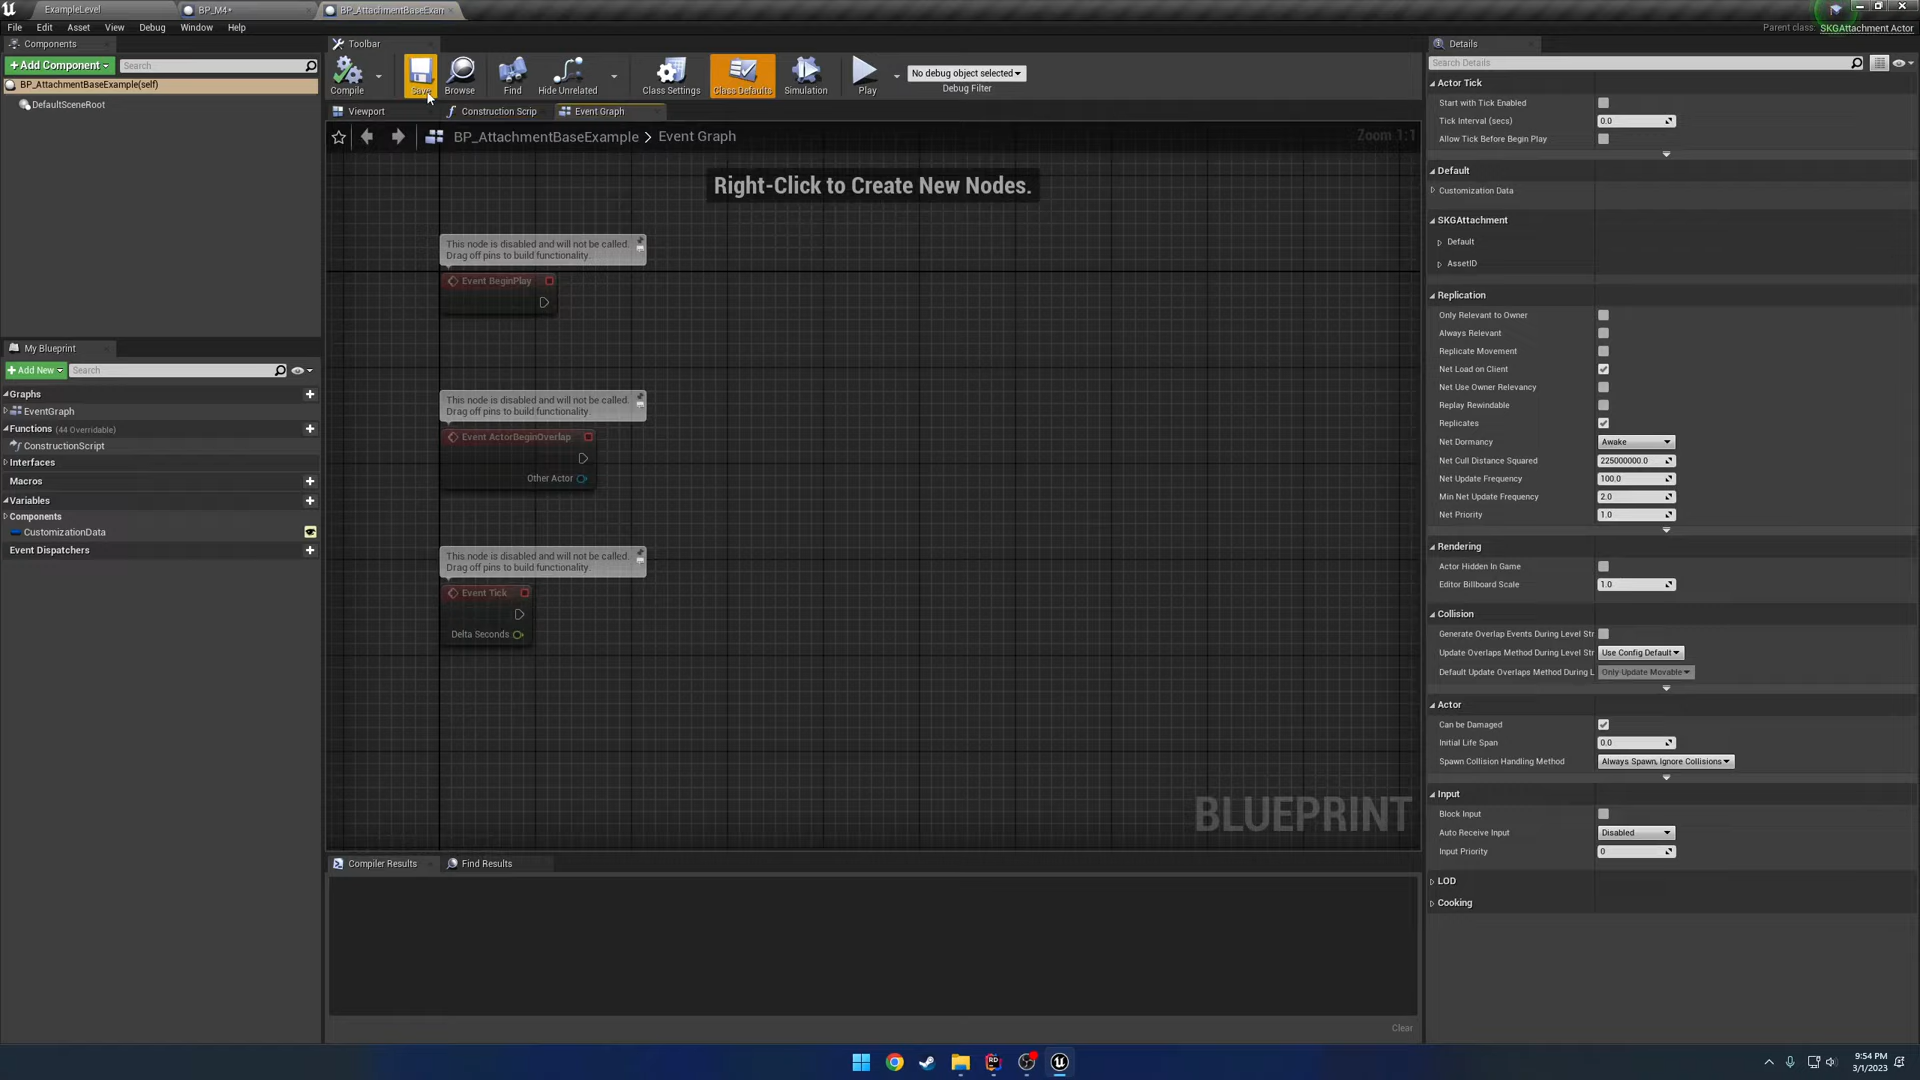 ExampleLevel
BP_M4*
BP_AttachmentBaseExam
File Edit Asset View Debug Window Help
Parent class: SKGAttachment Actor
Components
+Add Component
Search
BP_AttachmentBaseExample(self)
DefaultSceneRoot
Toolbar
Compile
Save
Browse
Find
Hide Unrelated
Class Settings
Class Defaults
Simulation
Play
No debug object selected
Debug Filter
Viewport
Construction Scrip
Event Graph
BP_AttachmentBaseExample > Event Graph
Zoom 1:1
Right-Click to Create New Nodes.
This node is disabled and will not be called.
Drag off pins to build functionality.
Event BeginPlay
This node is disabled and will not be called.
Drag off pins to build functionality.
Event ActorBeginOverlap
Other Actor
This node is disabled and will not be called.
Drag off pins to build functionality.
Event Tick
Delta Seconds
BLUEPRINT
My Blueprint
+Add New
Search
Graphs
EventGraph
Functions (44 Overridable)
ConstructionScript
Interfaces
Macros
Variables
Components
CustomizationData
Event Dispatchers
Compiler Results
Find Results
Clear
Details
Search Details
Actor Tick
Start with Tick Enabled
Tick Interval (secs) 0.0
Allow Tick Before Begin Play
Default
Customization Data
SKGAttachment
Default
AssetID
Replication
Only Relevant to Owner
Always Relevant
Replicate Movement
Net Load on Client
Net Use Owner Relevancy
Replay Rewindable
Replicates
Net Dormancy Awake
Net Cull Distance Squared 225000000.0
Net Update Frequency 100.0
Min Net Update Frequency 2.0
Net Priority 1.0
Rendering
Actor Hidden In Game
Editor Billboard Scale 1.0
Collision
Generate Overlap Events During Level Str
Update Overlaps Method During Level Str Use Config Default
Default Update Overlaps Method During L Only Update Movable
Actor
Can be Damaged
Initial Life Span 0.0
Spawn Collision Handling Method Always Spawn, Ignore Collisions
Input
Block Input
Auto Receive Input Disabled
Input Priority 0
LOD
Cooking
9:54 PM
3/1/2023